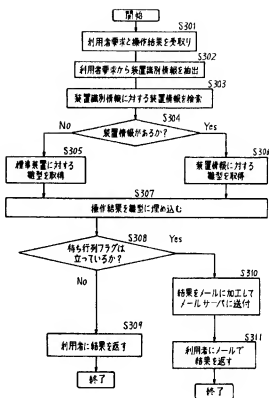 開始
S301
利用者要求と操作結果を受取り
S302
利用者要求から装置識別情報を抽出
S303
装置識別情報に対する装置情報を検索
S304
No
装置情報があるか?
Yes
S305
S306
標準装置に対する
雛型を取得
装置情報に対する
雛型を取得
S307
操作結果を雛型に埋め込む
S308
待ち行列フラグは
立っているか?
Yes
No
S310
結果をメールに加工して
メールサーバに送付
S309
S311
利用者に結果を返す
利用者にメールで
結果を返す
終了
終了